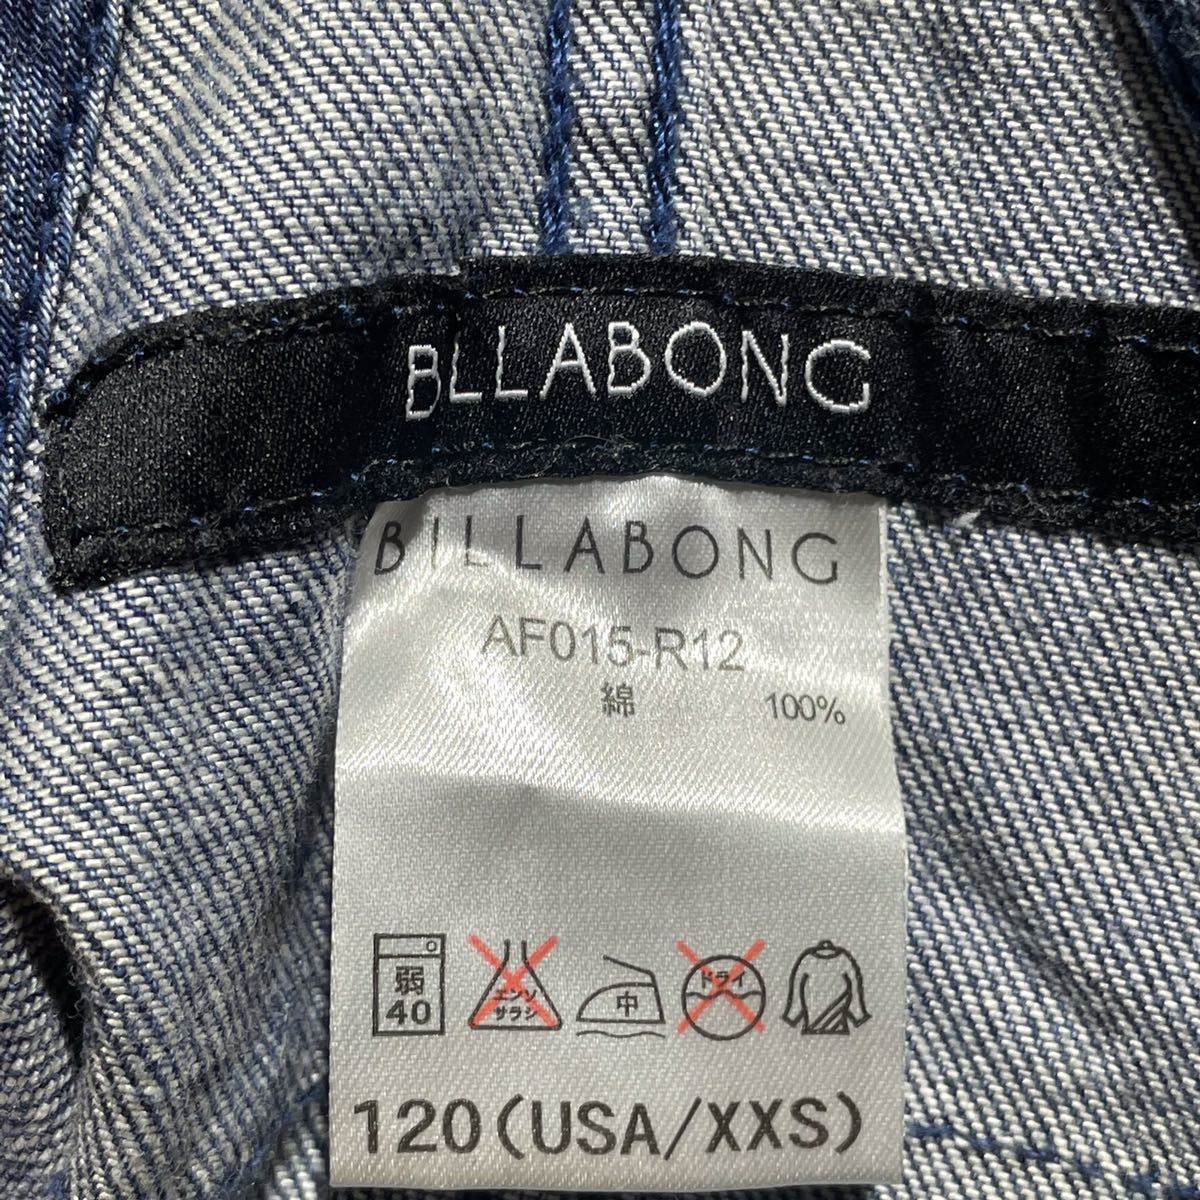 BILLABONG
BILLABONG
AF015-R12
綿 100%
弱 40
エンソ サラシ
中
ドライ
120(USA/XXS)